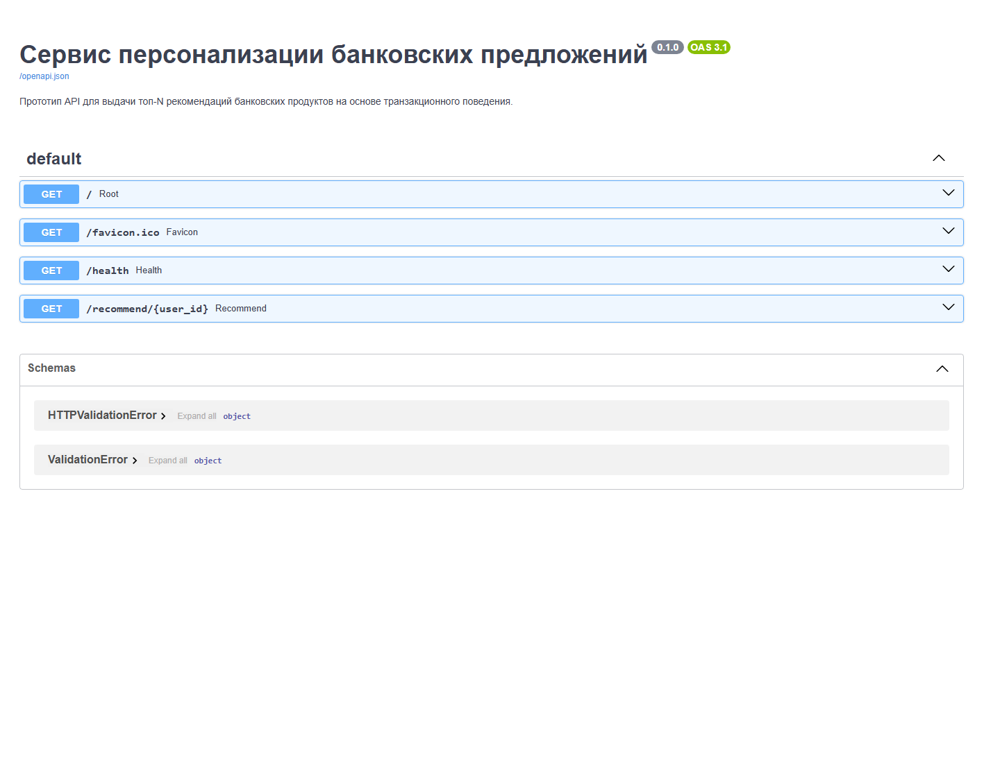 Сервис персонализации банковских предложений 0.1.0 OAS 3.1
/openapi.json
Прототип API для выдачи топ-N рекомендаций банковских продуктов на основе транзакционного поведения.
default
GET / Root
GET /favicon.ico Favicon
GET /health Health
GET /recommend/{user_id} Recommend
Schemas
HTTPValidationError Expand all object
ValidationError Expand all object